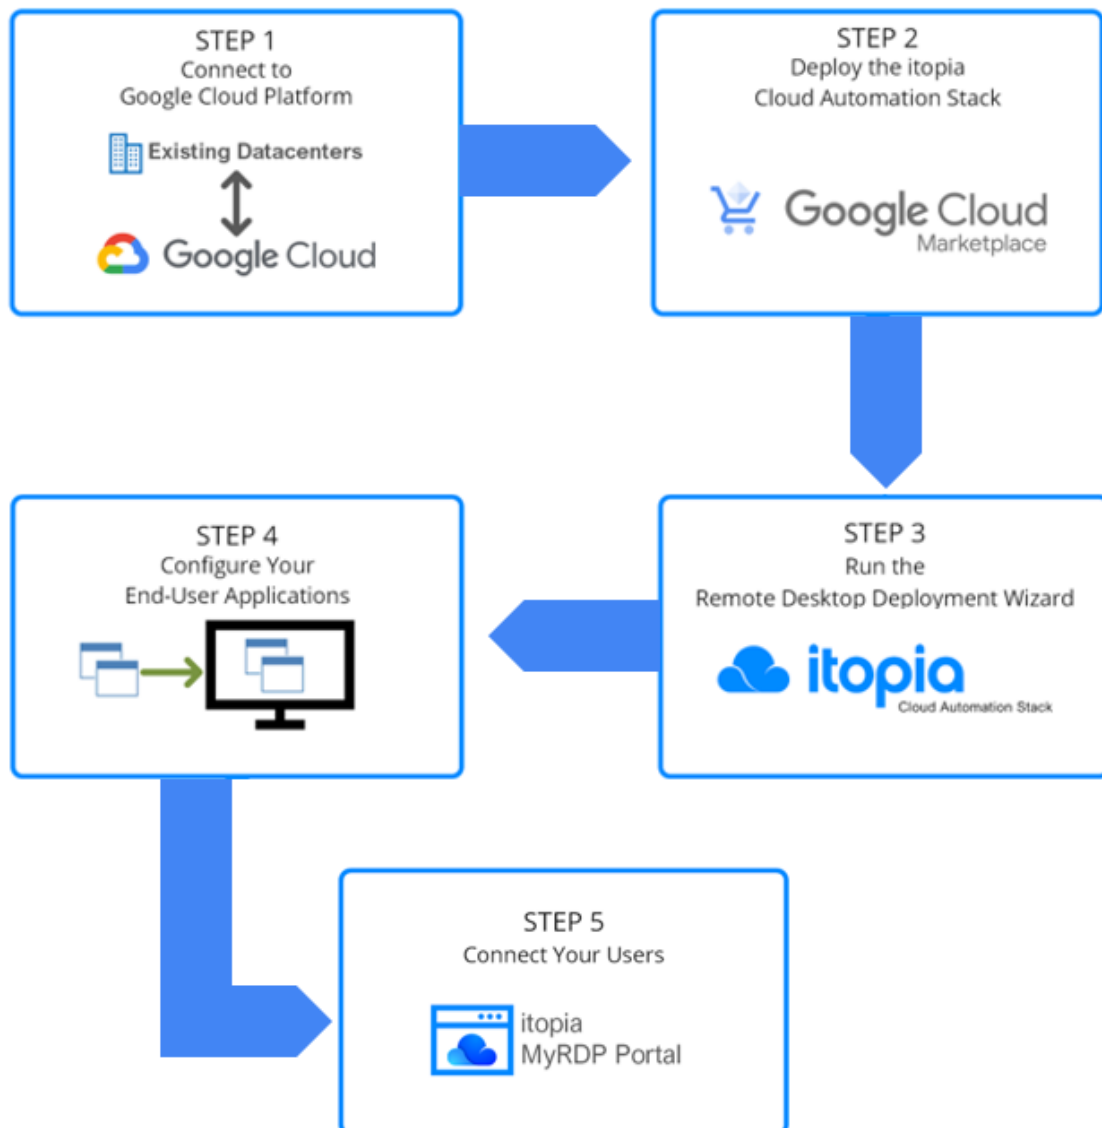 STEP 1
Connect to
Google Cloud Platform
Existing Datacenters
Google Cloud
STEP 2
Deploy the itopia
Cloud Automation Stack
Google Cloud
Marketplace
STEP 3
Run the
Remote Desktop Deployment Wizard
itopia
Cloud Automation Stack
STEP 4
Configure Your
End-User Applications
STEP 5
Connect Your Users
itopia
MyRDP Portal